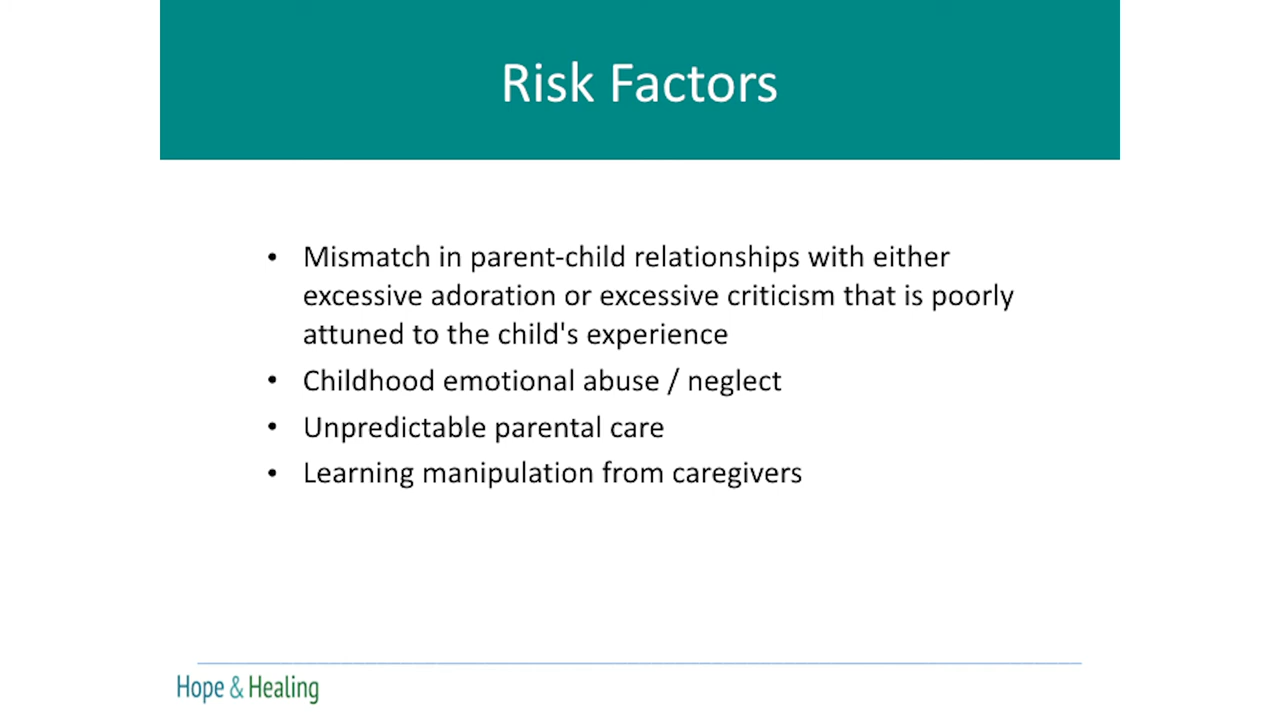 Risk Factors
• Mismatch in parent-child relationships with either
excessive adoration or excessive criticism that is poorly
attuned to the child's experience
• Childhood emotional abuse / neglect
• Unpredictable parental care
• Learning manipulation from caregivers
Hope & Healing